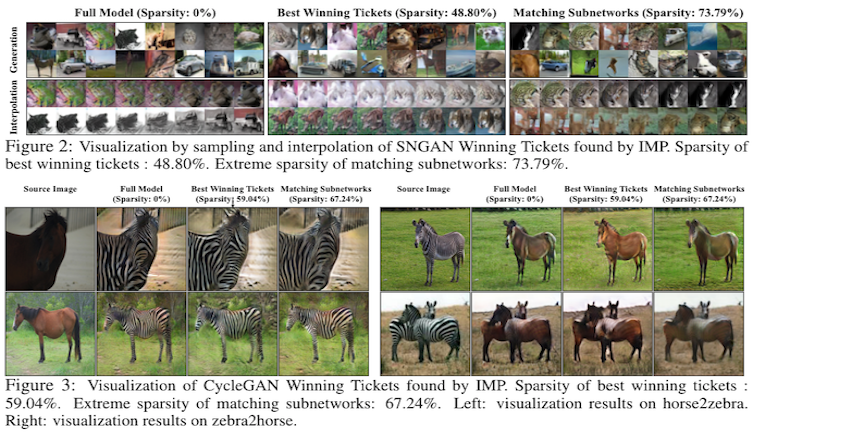 Full Model (Sparsity: 0%) Best Winning Tickets (Sparsity: 48.80%) Matching Subnetworks (Sparsity: 73.79%)
Generation
Interpolation
Figure 2: Visualization by sampling and interpolation of SNGAN Winning Tickets found by IMP. Sparsity of
best winning tickets : 48.80%. Extreme sparsity of matching subnetworks: 73.79%.
Source Image Full Model Best Winning Tickets Matching Subnetworks Source Image Full Model Best Winning Tickets Matching Subnetworks
(Sparsity: 0%) (Sparsity: 59.04%) (Sparsity: 67.24%) (Sparsity: 0%) (Sparsity: 59.04%) (Sparsity: 67.24%)
Figure 3: Visualization of CycleGAN Winning Tickets found by IMP. Sparsity of best winning tickets :
59.04%. Extreme sparsity of matching subnetworks: 67.24%. Left: visualization results on horse2zebra.
Right: visualization results on zebra2horse.